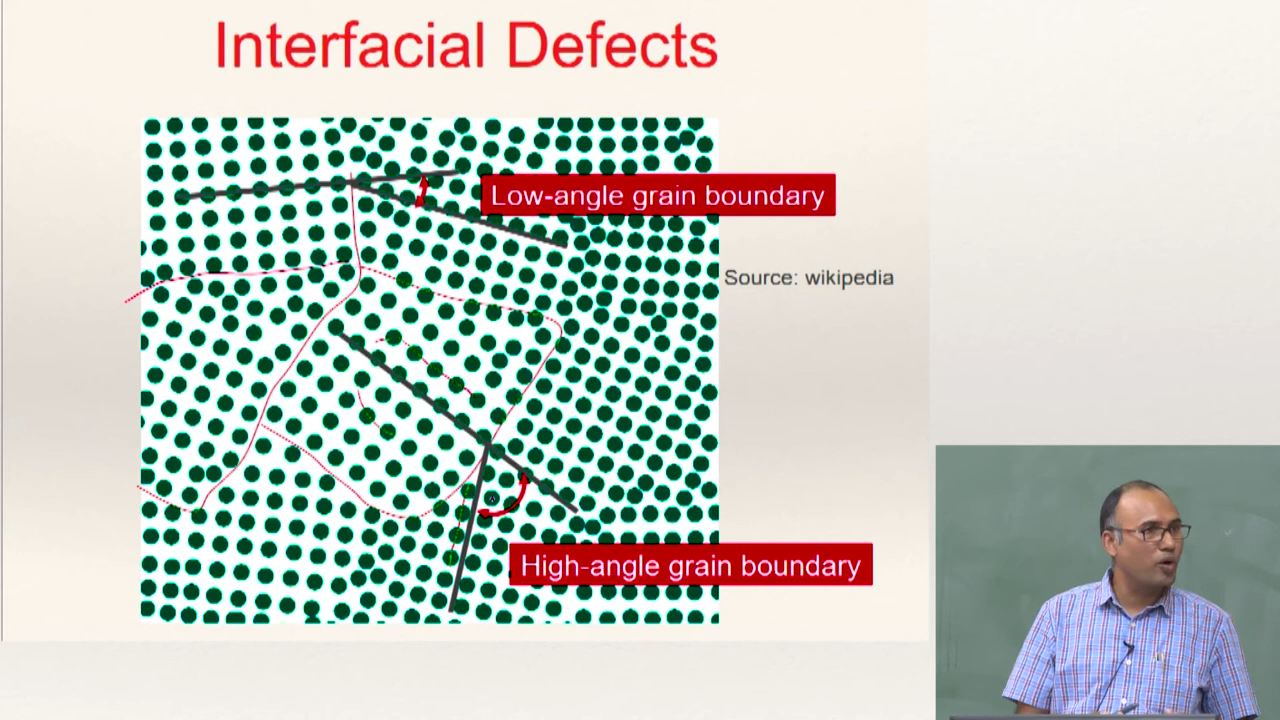 Interfacial Defects
Low-angle grain boundary
Source: wikipedia
High-angle grain boundary